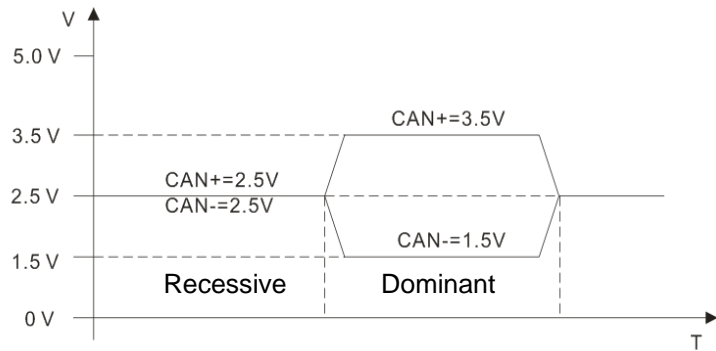 V
5.0 V
3.5 V
CAN+=3.5V
2.5 V
CAN+=2.5V
CAN-=2.5V
CAN-=1.5V
1.5 V
Recessive
Dominant
0 V
T